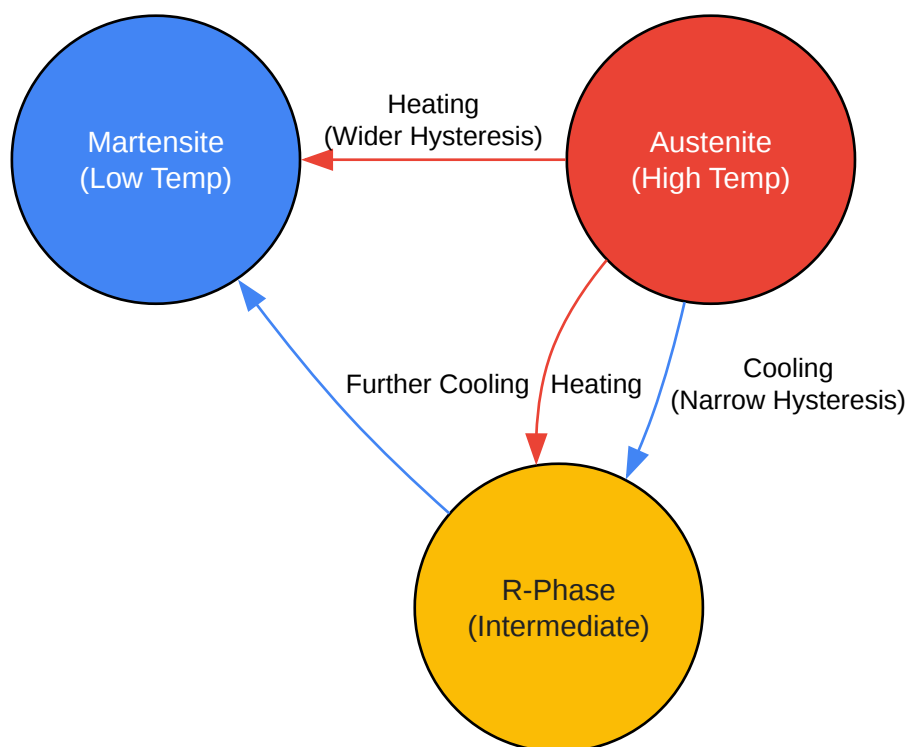 Heating
(Wider Hysteresis)
Martensite
(Low Temp)
Austenite
(High Temp)
Further Cooling
Heating
Cooling
(Narrow Hysteresis)
R-Phase
(Intermediate)